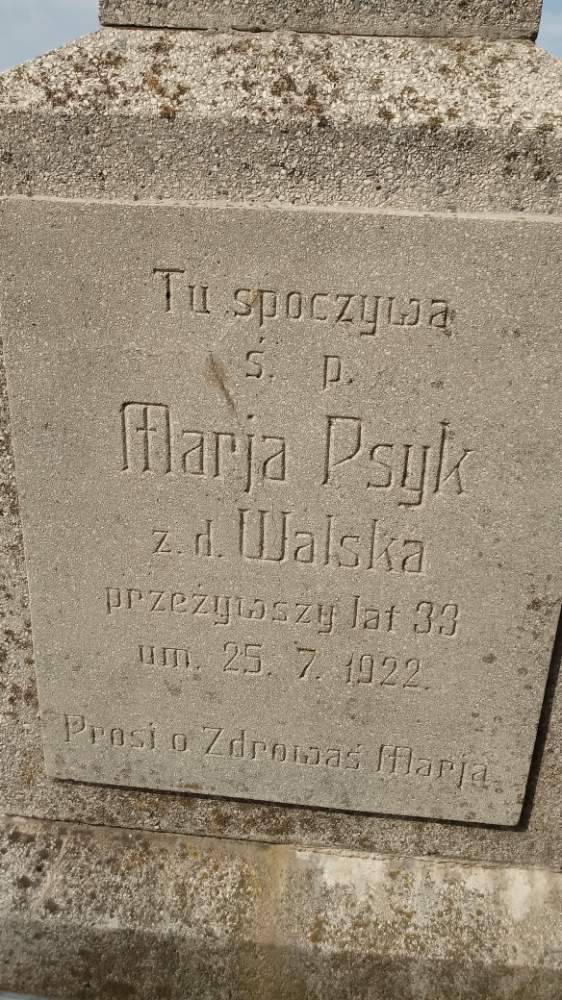 Tu spoczywa
ś. p.
Marja Psyk
z. d. Walska
przeżywszy lat 33
um. 25. 7. 1922.
Prosi o Zdrowaś Marja